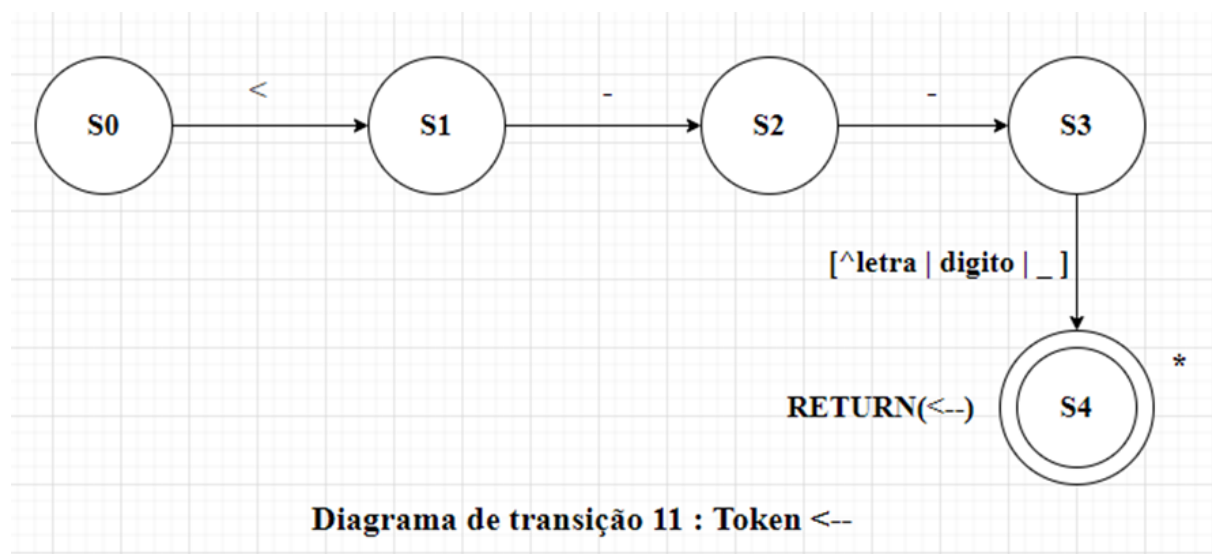 <
-
-
S0
S1
S2
S3
[^letra | digito | _ ]
*
RETURN(<--)
S4
Diagrama de transição 11 : Token <--